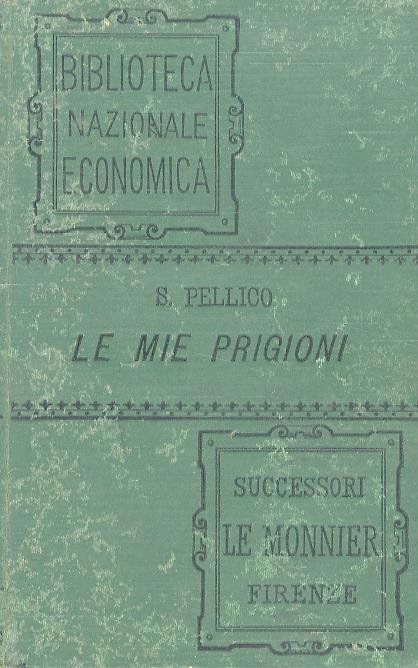 BIBLIOTECA
NAZIONALE
ECONOMICA
S. PELLICO
LE MIE PRIGIONI
SUCCESSORI
LE MONNIER
FIRENZE